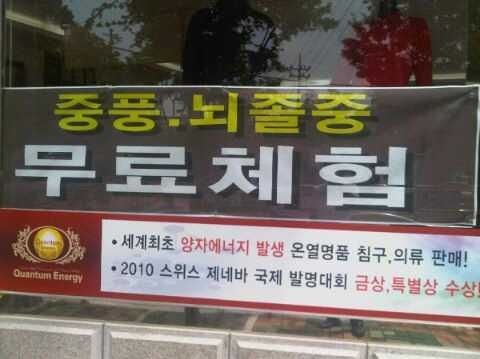 중풍.뇌졸중
무료체험
Quantum
Quantum Energy
• 세계최초 양자에너지 발생 온열명품 침구,의류 판매!
• 2010 스위스 제네바 국제 발명대회 금상,특별상 수상!